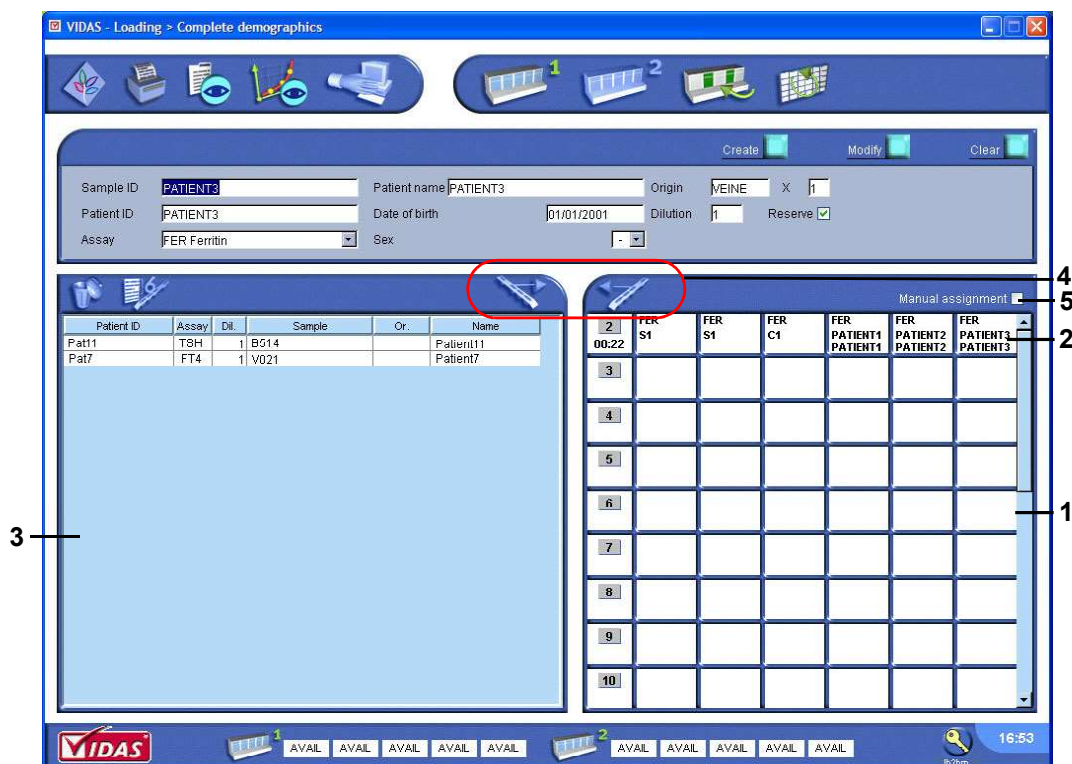 VIDAS - Loading > Complete demographics
1 2
Create Modify Clear
Sample ID PATIENT3 Patient name PATIENT3 Origin VEINE X 1
Patient ID PATIENT3 Date of birth 01/01/2001 Dilution 1 Reserve
Assay FER Ferritin Sex -
4
Manual assignment 5
Patient ID Assay Dil. Sample Or. Name
Pat11 TSH 1 B514 Patient11
Pat7 FT4 1 V021 Patient7
2 FER FER FER FER FER FER
00:22 S1 S1 C1 PATIENT1 PATIENT2 PATIENT3 2
PATIENT1 PATIENT2 PATIENT3
3
4
5
6 1
3
7
8
9
10
VIDAS 1 AVAIL AVAIL AVAIL AVAIL AVAIL 2 AVAIL AVAIL AVAIL AVAIL AVAIL 16:53